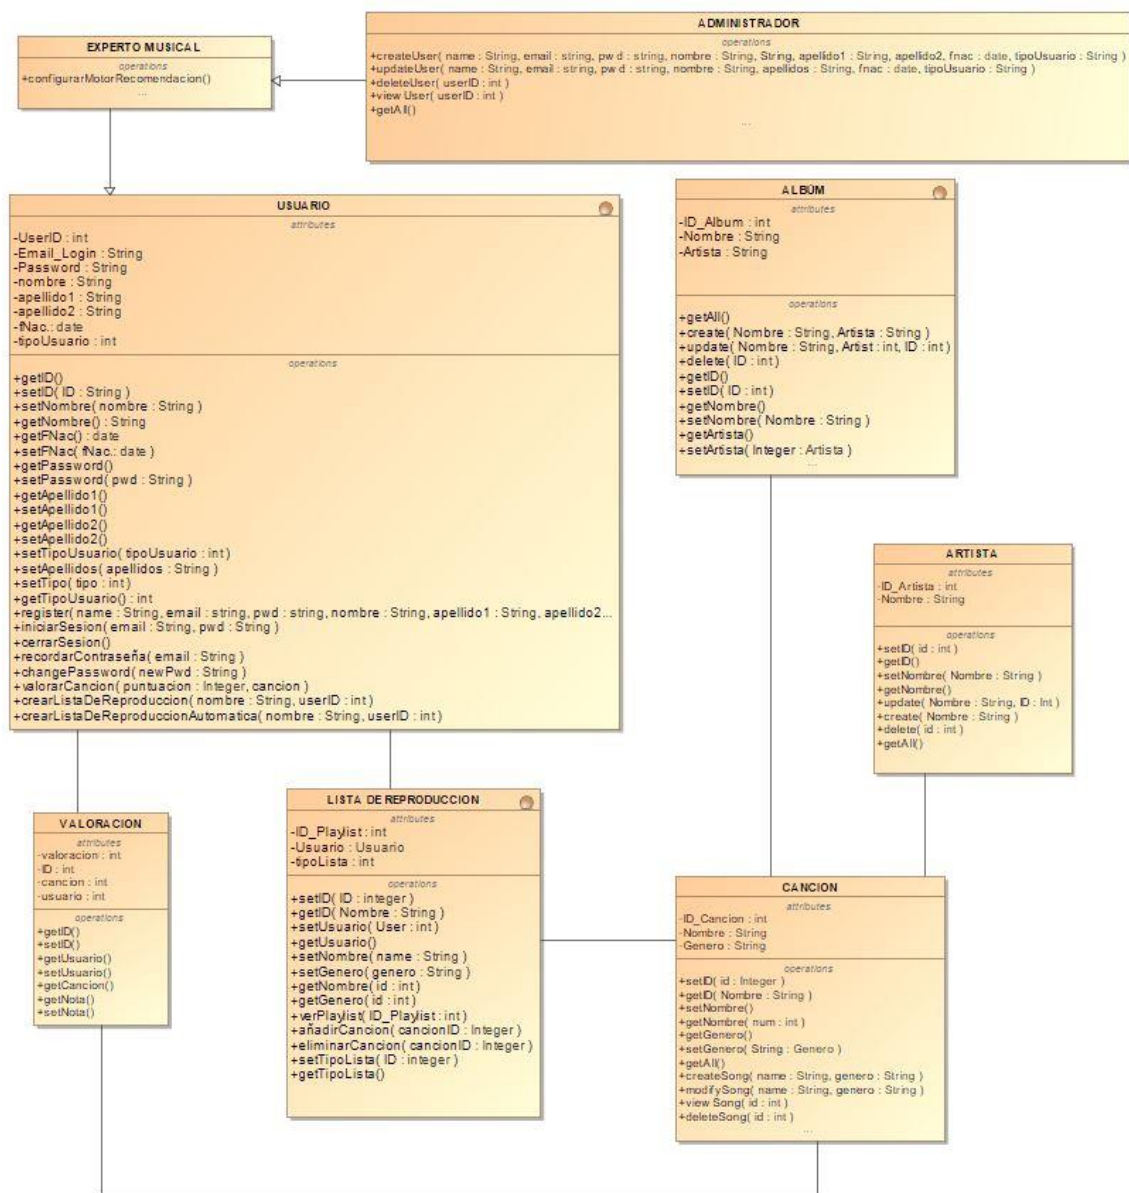 EXPERTO MUSICAL
operations
+configurarMotorRecomendacion()
...
ADMINISTRADOR
operations
+createUser( name : String, email : string, pwd : string, nombre : String, String, apellido1 : String, apellido2, fnac : date, tipoUsuario : String )
+updateUser( name : String, email : string, pwd : string, nombre : String, apellidos : String, fnac : date, tipoUsuario : String )
+deleteUser( userID : int )
+view User( userID : int )
+getAll()
...
USUARIO
attributes
-UserID : int
-Email_Login : String
-Password : String
-nombre : String
-apellido1 : String
-apellido2 : String
-fNac.: date
-tipoUsuario : int
operations
+getID()
+setID( ID : String )
+setNombre( nombre : String )
+getNombre() : String
+getFNac() : date
+setFNac( fNac.: date )
+getPassword()
+setPassword( pwd : String )
+getApellido1()
+setApellido1()
+getApellido2()
+setApellido2()
+setTipoUsuario( tipoUsuario : int )
+setApellidos( apellidos : String )
+setTipo( tipo : int )
+getTipoUsuario() : int
+register( name : String, email : string, pwd : string, nombre : String, apellido1 : String, apellido2...
+iniciarSesion( email : String, pwd : String )
+cerrarSesion()
+recordarContraseña( email : String )
+changePassword( newPwd : String )
+valorarCancion( puntuacion : Integer, cancion )
+crearListaDeReproduccion( nombre : String, userID : int )
+crearListaDeReproduccionAutomatica( nombre : String, userID : int )
ALBÚM
attributes
-ID_Album : int
-Nombre : String
-Artista : String
operations
+getAll()
+create( Nombre : String, Artista : String )
+update( Nombre : String, Artist : int, ID : int )
+delete( ID : int )
+getID()
+setID( ID : int )
+getNombre()
+setNombre( Nombre : String )
+getArtista()
+setArtista( Integer : Artista )
...
ARTISTA
attributes
-ID_Artista : int
-Nombre : String
operations
+setID( id : int )
+getID()
+setNombre( Nombre : String )
+getNombre()
+update( Nombre : String, ID : Int )
+create( Nombre : String )
+delete( id : int )
+getAll()
VALORACION
attributes
-valoracion : int
-ID : int
-cancion : int
-usuario : int
operations
+getID()
+setID()
+getUsuario()
+setUsuario()
+getCancion()
+getNota()
+setNota()
LISTA DE REPRODUCCION
attributes
-ID_Playlist : int
-Usuario : Usuario
-tipoLista : int
operations
+setID( ID : integer )
+getID( Nombre : String )
+setUsuario( User : int )
+getUsuario()
+setNombre( name : String )
+setGenero( genero : String )
+getNombre( id : int )
+getGenero( id : int )
+verPlaylist( ID_Playlist : int )
+añadirCancion( cancionID : Integer )
+eliminarCancion( cancionID : Integer )
+setTipoLista( ID : integer )
+getTipoLista()
CANCION
attributes
-ID_Cancion : int
-Nombre : String
-Genero : String
operations
+setID( id : Integer )
+getID( Nombre : String )
+setNombre()
+getNombre( num : int )
+getGenero()
+setGenero( String : Genero )
+getAll()
+createSong( name : String, genero : String )
+modifySong( name : String, genero : String )
+view Song( id : int )
+deleteSong( id : int )
...